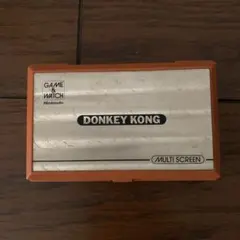 GAME
&
WATCH
Nintendo
DONKEY KONG
MULTI SCREEN